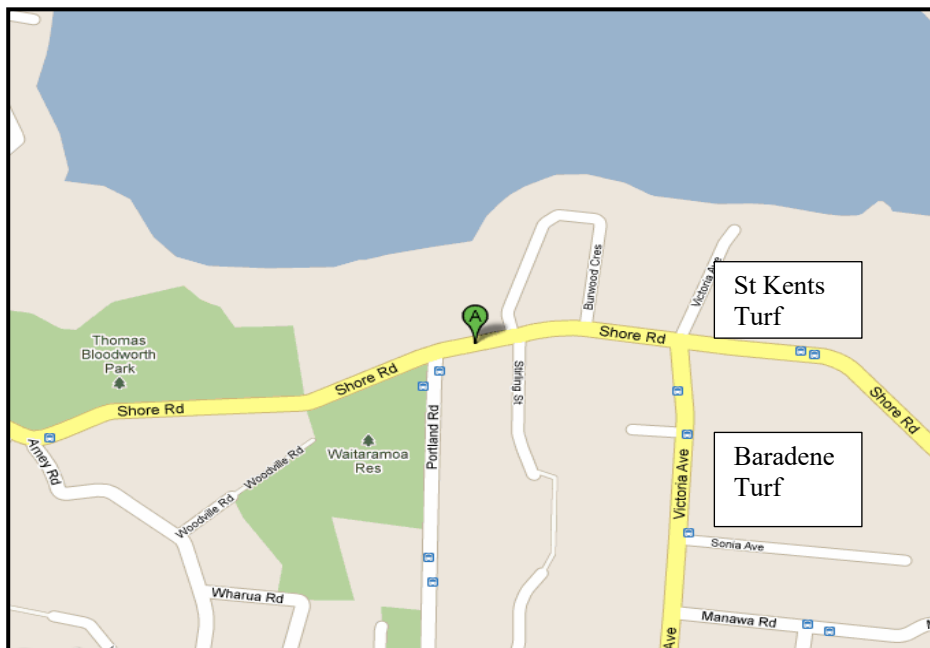 Burwood Cres
Victoria Ave
St Kents
Turf
A
Shore Rd
Thomas
Bloodworth
Park
Shore Rd
Stirling St
Shore Rd
Shore Rd
Portland Rd
Waitaramoa
Res
Arney Rd
Woodville Rd
Woodville Rd
Victoria Ave
Baradene
Turf
Sonia Ave
Wharua Rd
Manawa Rd
Ave